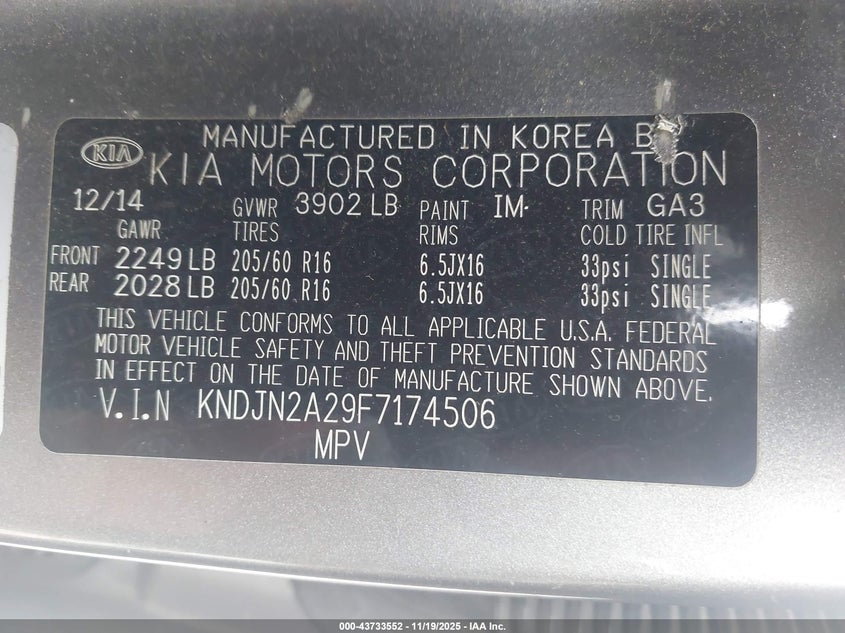 MANUFACTURED IN KOREA B
KIA KIA MOTORS CORPORATION
12/14 GVWR 3902 LB PAINT IM TRIM GA3
GAWR TIRES RIMS COLD TIRE INFL
FRONT 2249 LB 205/60 R16 6.5JX16 33psi SINGLE
REAR 2028 LB 205/60 R16 6.5JX16 33psi SINGLE
THIS VEHICLE CONFORMS TO ALL APPLICABLE U.S.A. FEDERAL
MOTOR VEHICLE SAFETY AND THEFT PREVENTION STANDARDS
IN EFFECT ON THE DATE OF MANUFACTURE SHOWN ABOVE.
V.I.N KNDJN2A29F7174506
MPV
000-43733552 - 11/19/2025 - IAA Inc.